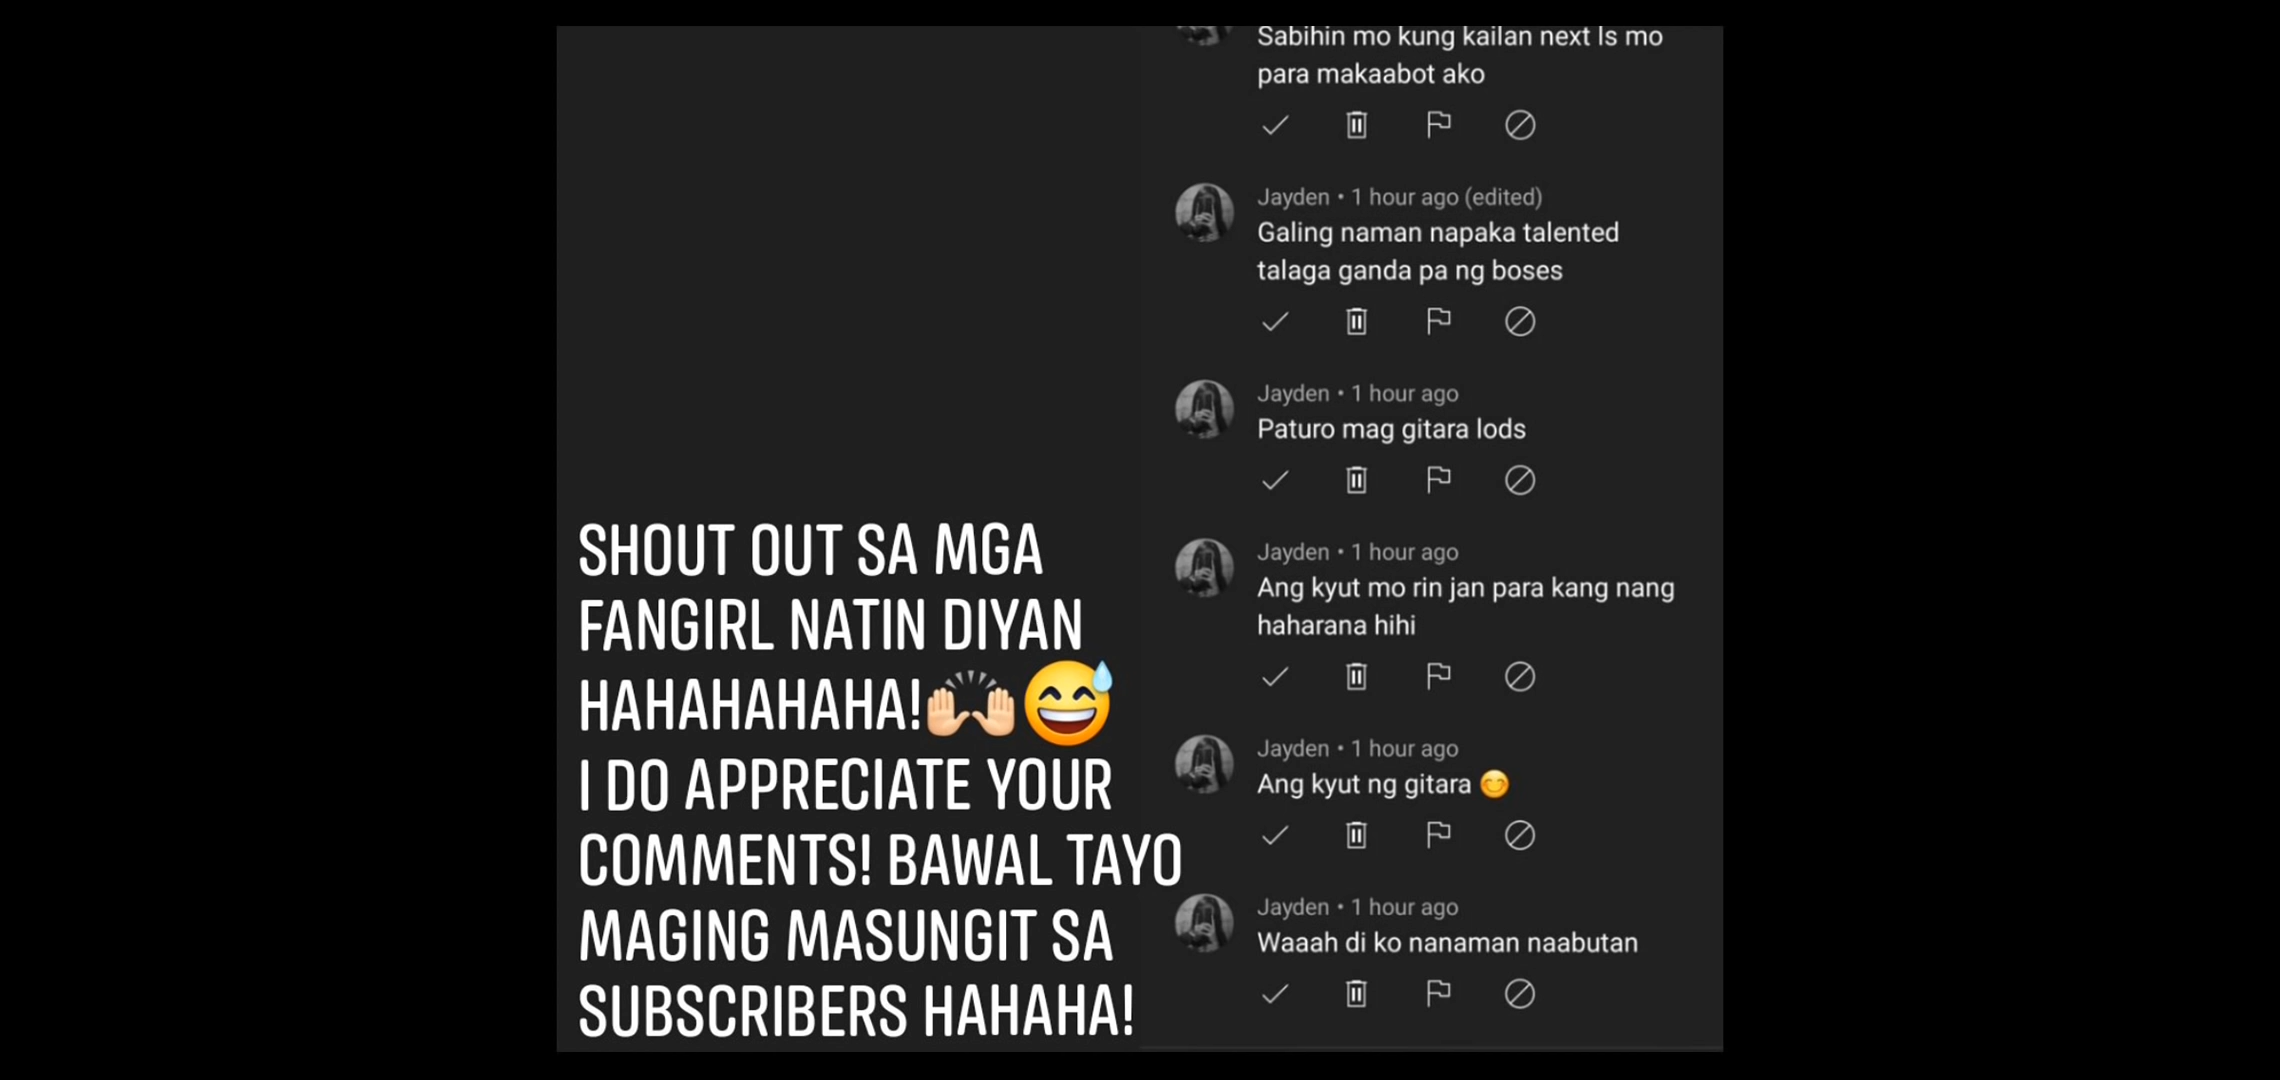 SHOUT OUT SA MGA
FANGIRL NATIN DIYAN
HAHAHAHAHA!🙌🏻😅
I DO APPRECIATE YOUR
COMMENTS! BAWAL TAYO
MAGING MASUNGIT SA
SUBSCRIBERS HAHAHA!
Sabihin mo kung kailan next ls mo
para makaabot ako
Jayden • 1 hour ago (edited)
Galing naman napaka talented
talaga ganda pa ng boses
Jayden • 1 hour ago
Paturo mag gitara lods
Jayden • 1 hour ago
Ang kyut mo rin jan para kang nang
haharana hihi
Jayden • 1 hour ago
Ang kyut ng gitara 😊
Jayden • 1 hour ago
Waaah di ko nanaman naabutan